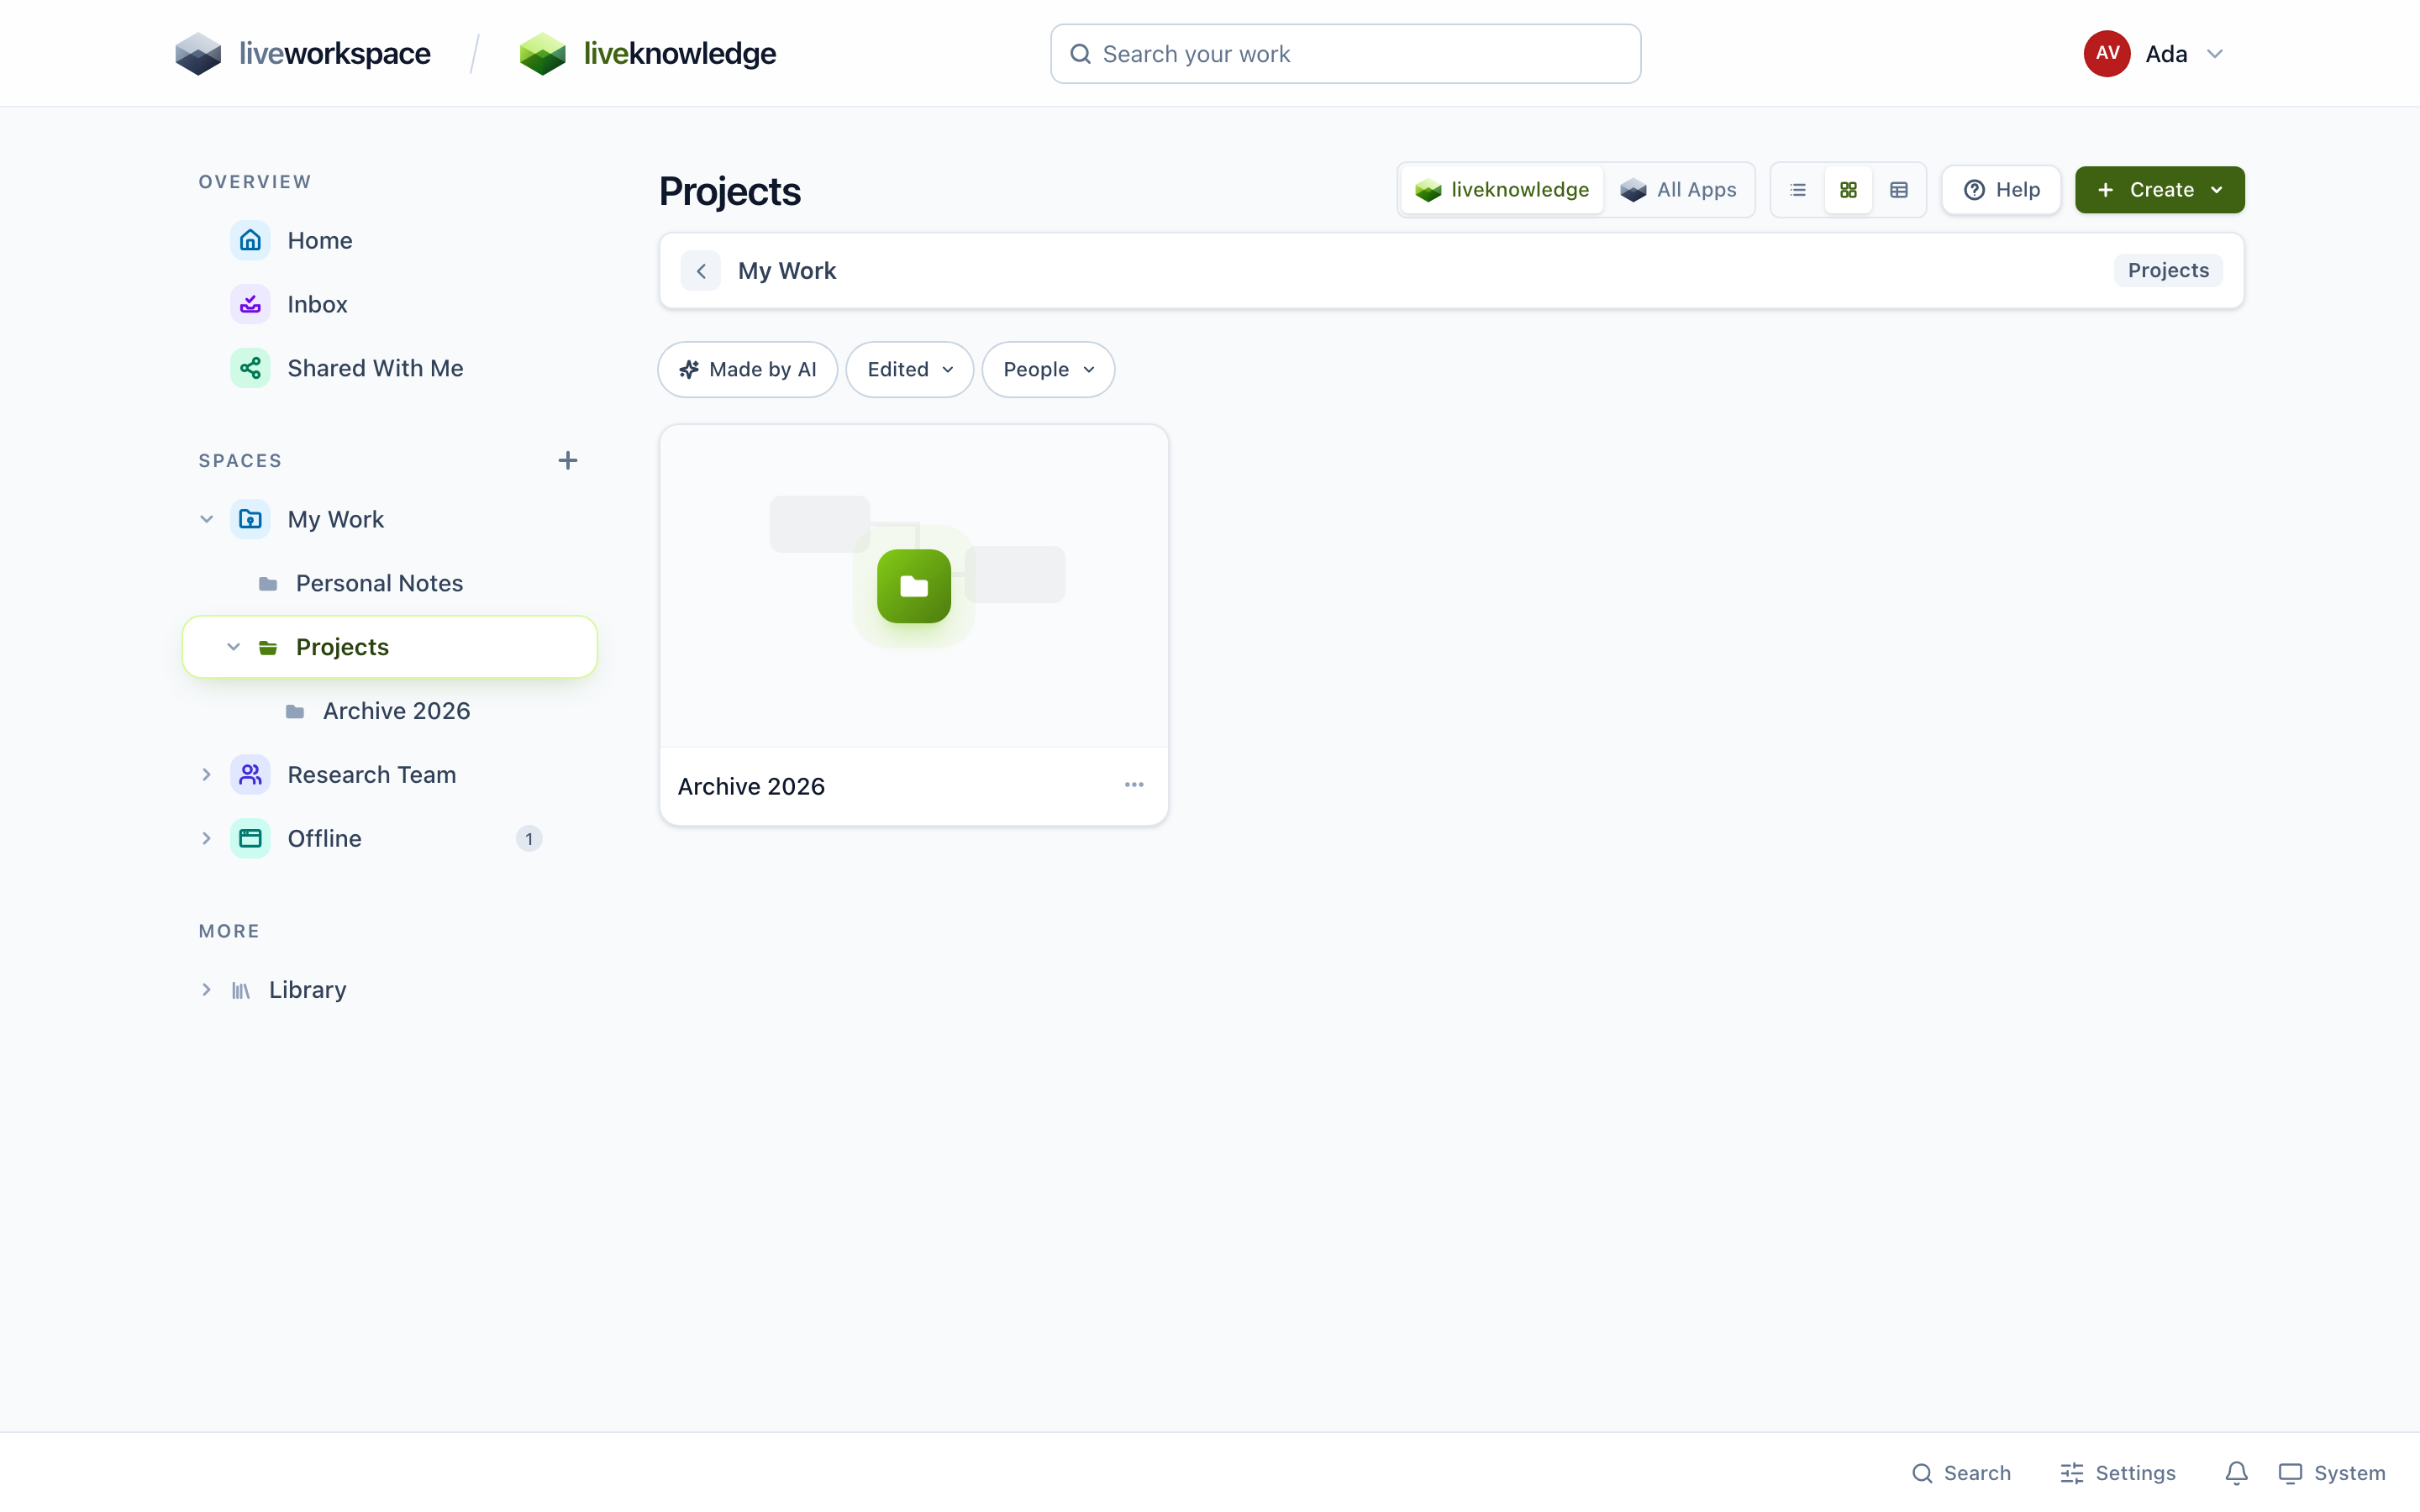 liveworkspace / liveknowledge
Search your work
AV Ada
OVERVIEW
Home
Inbox
Shared With Me
SPACES
My Work
Personal Notes
Projects
Archive 2026
Research Team
Offline 1
MORE
Library
Projects
liveknowledge All Apps Help Create
My Work Projects
Made by AI Edited People
Archive 2026
Search Settings System